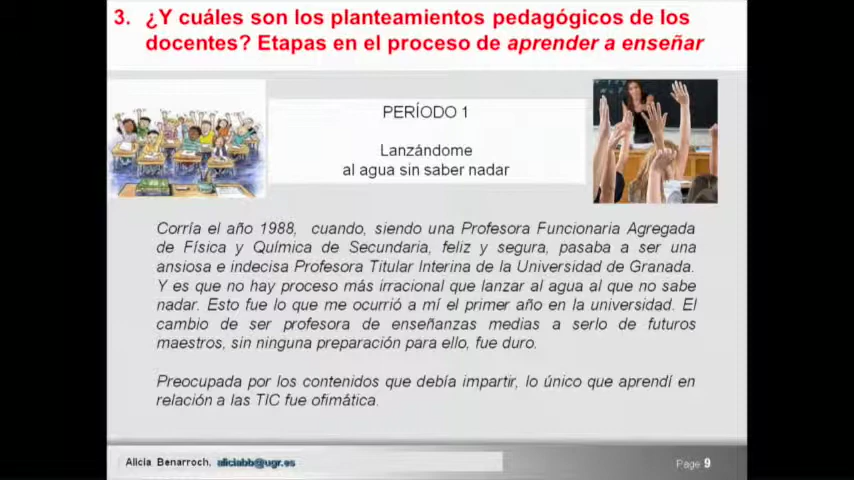 3. ¿Y cuáles son los planteamientos pedagógicos de los
docentes? Etapas en el proceso de aprender a enseñar
PERÍODO 1
Lanzándome
al agua sin saber nadar
Corría el año 1988, cuando, siendo una Profesora Funcionaria Agregada
de Física y Química de Secundaria, feliz y segura, pasaba a ser una
ansiosa e indecisa Profesora Titular Interina de la Universidad de Granada.
Y es que no hay proceso más irracional que lanzar al agua al que no sabe
nadar. Esto fue lo que me ocurrió a mí el primer año en la universidad. El
cambio de ser profesora de enseñanzas medias a serlo de futuros
maestros, sin ninguna preparación para ello, fue duro.
Preocupada por los contenidos que debía impartir, lo único que aprendí en
relación a las TIC fue ofimática.
Alicia Benarroch, aliciabb@ugr.es
Page 9